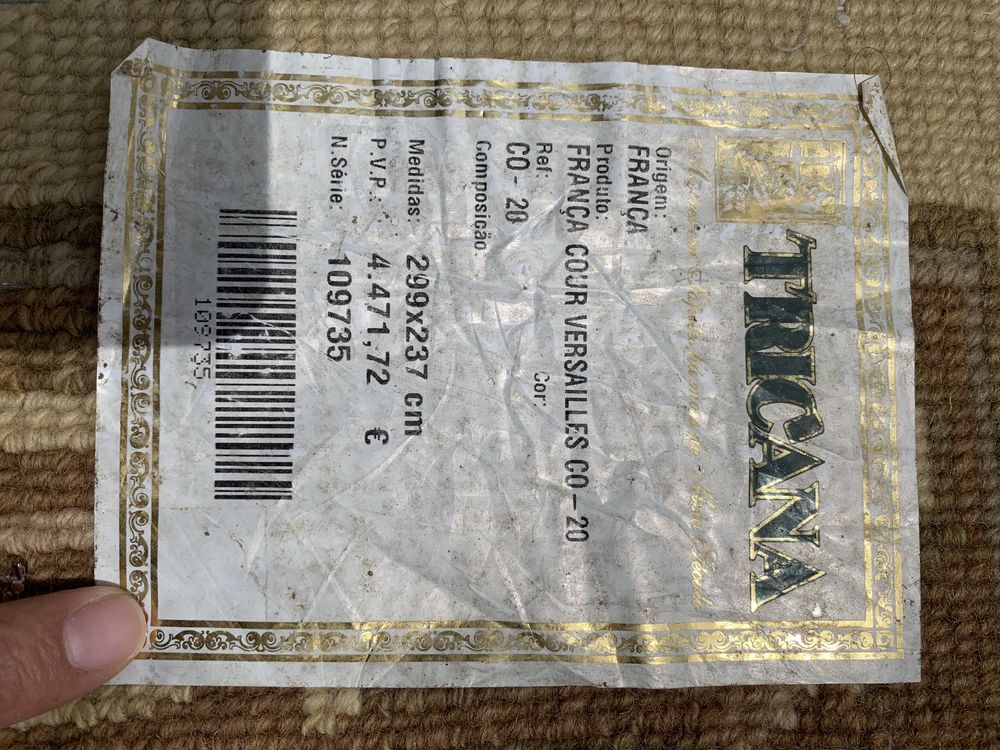 TRICANA
Origem:
FRANÇA
Produto:
FRANÇA COUR VERSAILLES CO-20
Ref: Cor:
CO-20
Composição:
Medidas: 299x237 cm
P.V.P.: 4.471,72 €
N.Série: 109735
109735